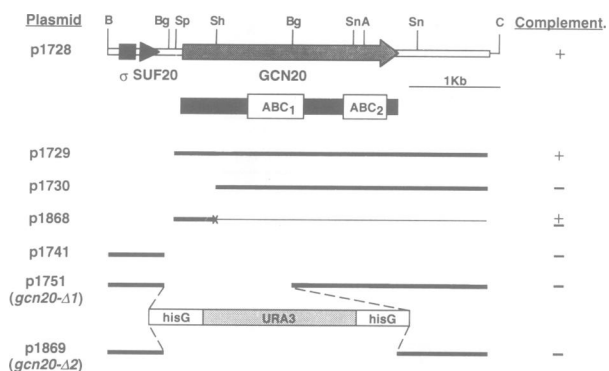 Plasmid B Bg Sp Sh Bg SnA Sn C Complement.
p1728 +
σ SUF20 GCN20
1Kb
ABC1 ABC2
p1729 +
p1730 –
p1868 x ±
p1741 –
p1751 –
(gcn20-Δ1)
hisG URA3 hisG
p1869 –
(gcn20-Δ2)